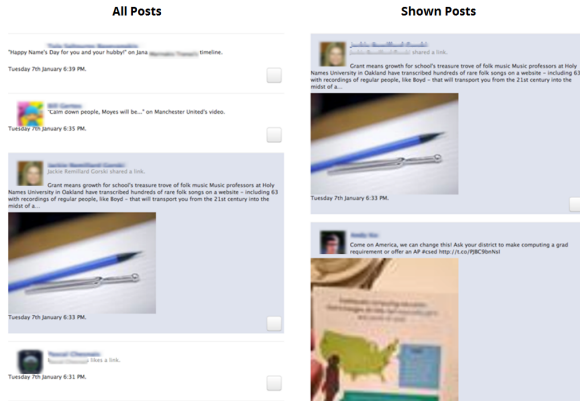 All Posts
"Happy Name's Day for you and your hubby!" on Jana
timeline.
Tuesday 7th January 6:39 PM.
"Calm down people, Moyes will be..." on Manchester United's video.
Tuesday 7th January 6:35 PM.
Jackie Remillard Gorski shared a link.
Grant means growth for school's treasure trove of folk music Music professors at Holy
Names University in Oakland have transcribed hundreds of rare folk songs on a website – including 63
with recordings of regular people, like Boyd – that will transport you from the 21st century into the
midst of a...
Tuesday 7th January 6:33 PM.
likes a link.
Tuesday 7th January 6:31 PM.
Shown Posts
shared a link.
Grant means growth for school's treasure trove of folk music Music professors at Holy
Names University in Oakland have transcribed hundreds of rare folk songs on a website – including 63
with recordings of regular people, like Boyd – that will transport you from the 21st century into the
midst of a...
Tuesday 7th January 6:33 PM.
Come on America, we can change this! Ask your district to make computing a grad
requirement or offer an AP #csed http://t.co/PJBC9bnNsI